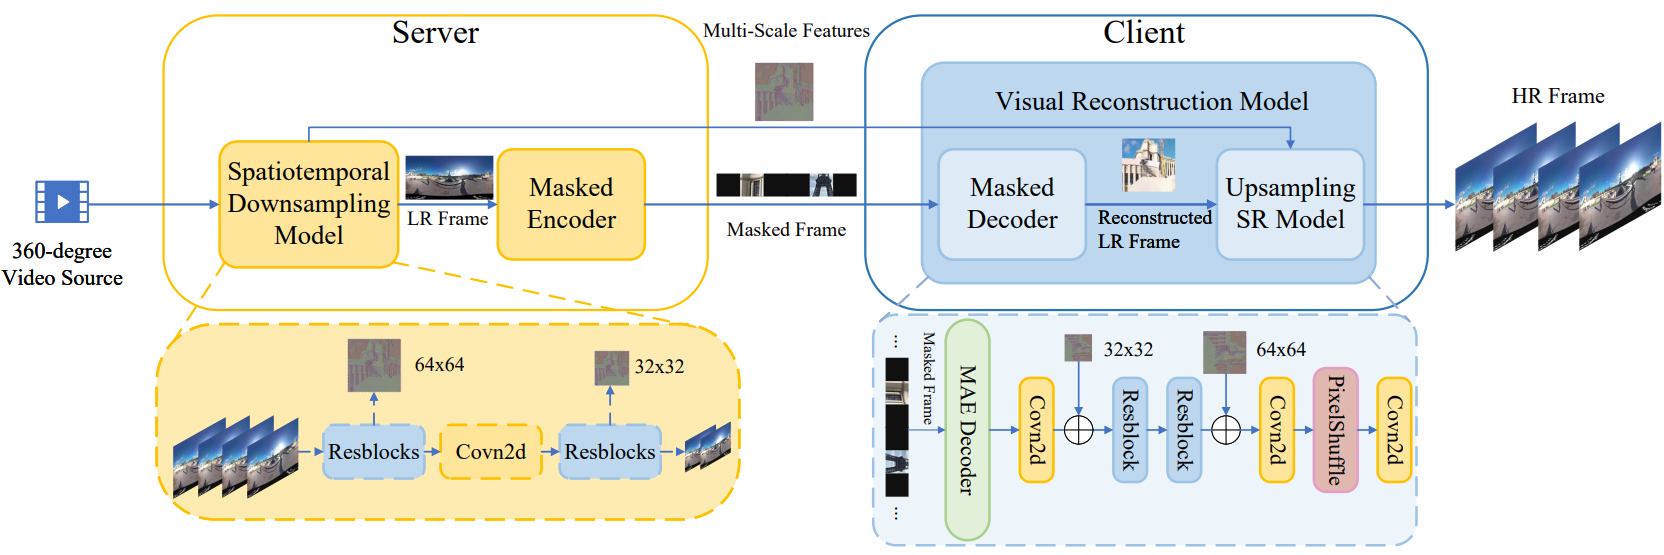 Server
Multi-Scale Features
Client
Visual Reconstruction Model
HR Frame
360-degree
Video Source
Spatiotemporal
Downsampling
Model
LR Frame
Masked
Encoder
Masked Frame
Masked
Decoder
Reconstructed
LR Frame
Upsampling
SR Model
64x64
32x32
Resblocks
Covn2d
Resblocks
...
Masked Frame
...
MAE Decoder
Covn2d
32x32
Resblock
Resblock
64x64
Covn2d
PixelShuffle
Covn2d